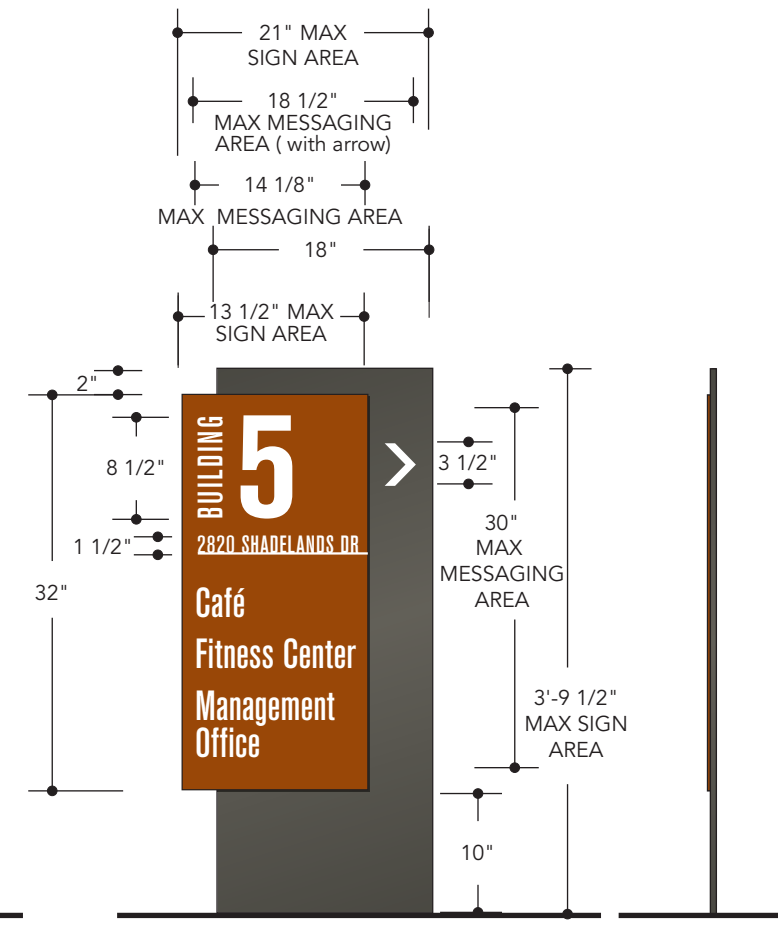 21" MAX
SIGN AREA
18 1/2"
MAX MESSAGING
AREA ( with arrow)
14 1/8"
MAX MESSAGING AREA
18"
13 1/2" MAX
SIGN AREA
2"
8 1/2"
1 1/2"
32"
BUILDING
5
2820 SHADELANDS DR
Café
Fitness Center
Management
Office
3 1/2"
30"
MAX
MESSAGING
AREA
3'-9 1/2"
MAX SIGN
AREA
10"